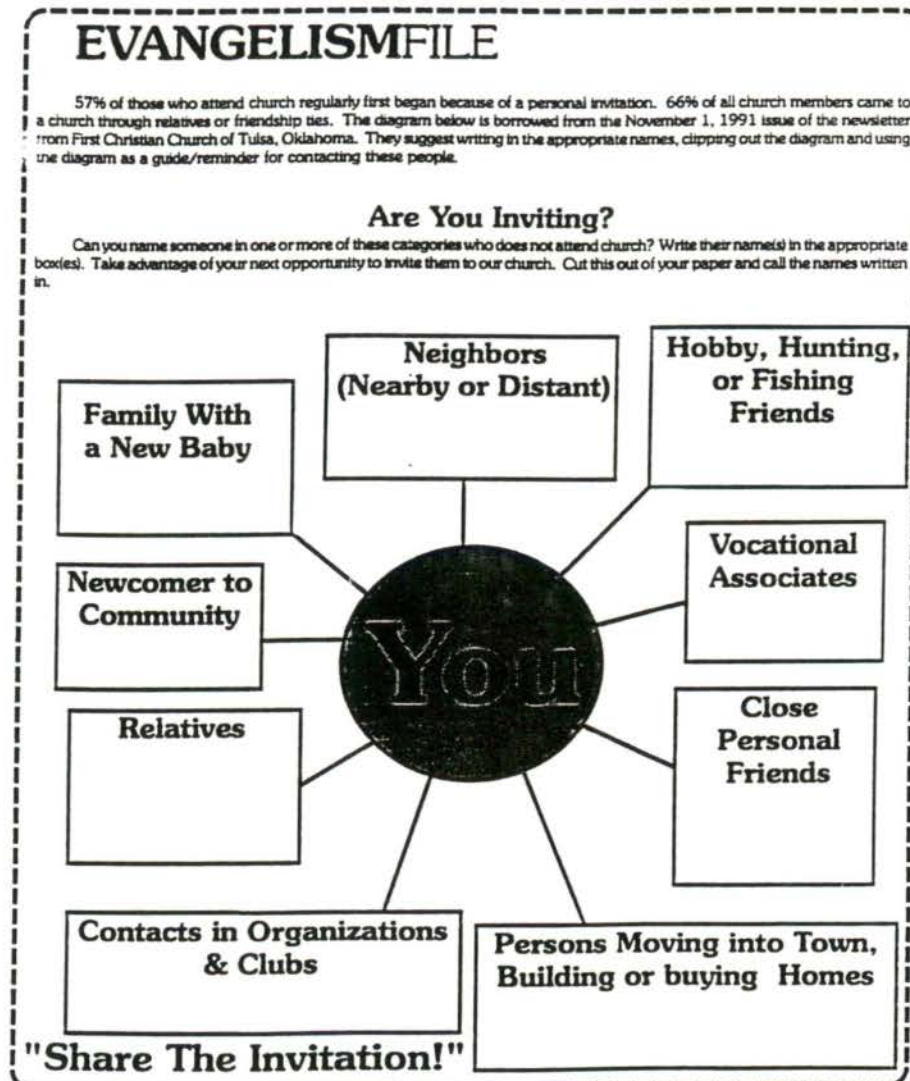 EVANGELISMFILE
57% of those who attend church regularly first began because of a personal invitation. 66% of all church members came to
a church through relatives or friendship ties. The diagram below is borrowed from the November 1, 1991 issue of the newsletter
from First Christian Church of Tulsa, Oklahoma. They suggest writing in the appropriate names, clipping out the diagram and using
the diagram as a guide/reminder for contacting these people.
Are You Inviting?
Can you name someone in one or more of these categories who does not attend church? Write their name(s) in the appropriate
box(es). Take advantage of your next opportunity to invite them to our church. Cut this out of your paper and call the names written
in.
Neighbors
(Nearby or Distant)
Hobby, Hunting,
or Fishing
Friends
Family With
a New Baby
Vocational
Associates
Newcomer to
Community
You
Relatives
Close
Personal
Friends
Contacts in Organizations
& Clubs
Persons Moving into Town,
Building or buying Homes
"Share The Invitation!"